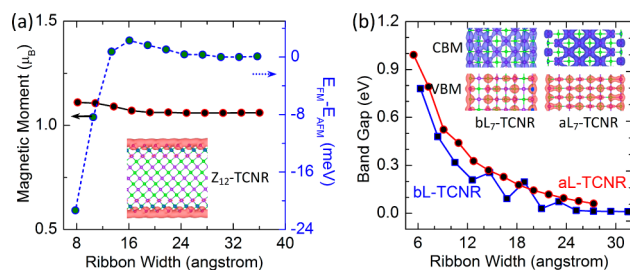 (a)
Magnetic Moment (μB)
1.5
1.0
0.5
8 16 24 32 40
Ribbon Width (angstrom)
0
-8
-16
-24
EFM-EAFM (meV)
Z12-TCNR
(b)
Band Gap (eV)
1.2
0.9
0.6
0.3
0.0
6 12 18 24 30
Ribbon Width (angstrom)
CBM
VBM
bL7-TCNR aL7-TCNR
aL-TCNR
bL-TCNR